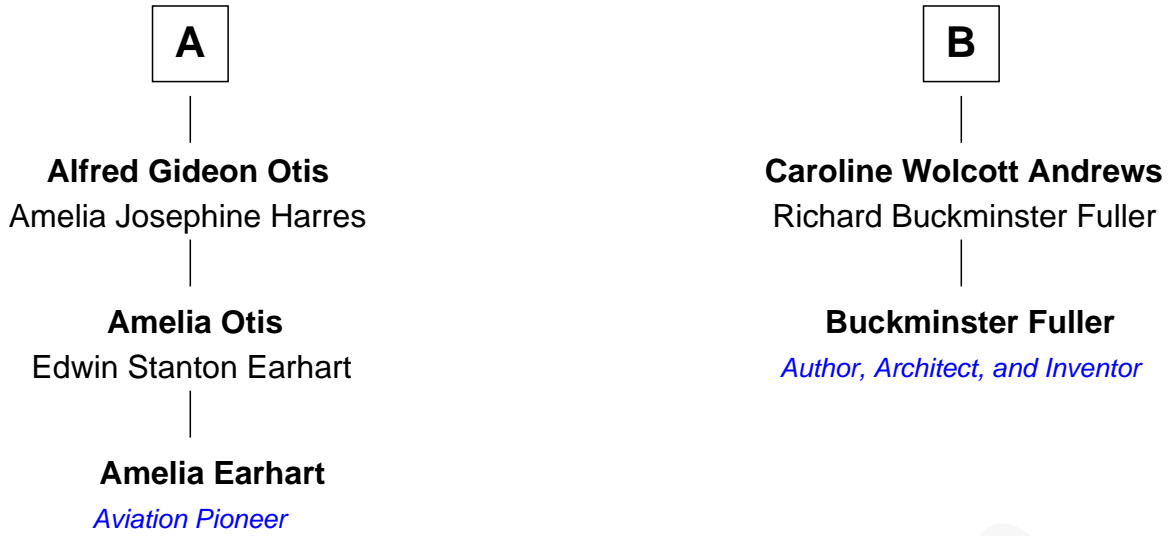 A
Alfred Gideon Otis
Amelia Josephine Harres
Amelia Otis
Edwin Stanton Earhart
Amelia Earhart
Aviation Pioneer
B
Caroline Wolcott Andrews
Richard Buckminster Fuller
Buckminster Fuller
Author, Architect, and Inventor